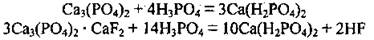 Ca₃(PO₄)₂ + 4H₃PO₄ = 3Ca(H₂PO₄)₂
3Ca₃(PO₄)₂ · CaF₂ + 14H₃PO₄ = 10Ca(H₂PO₄)₂ + 2HF